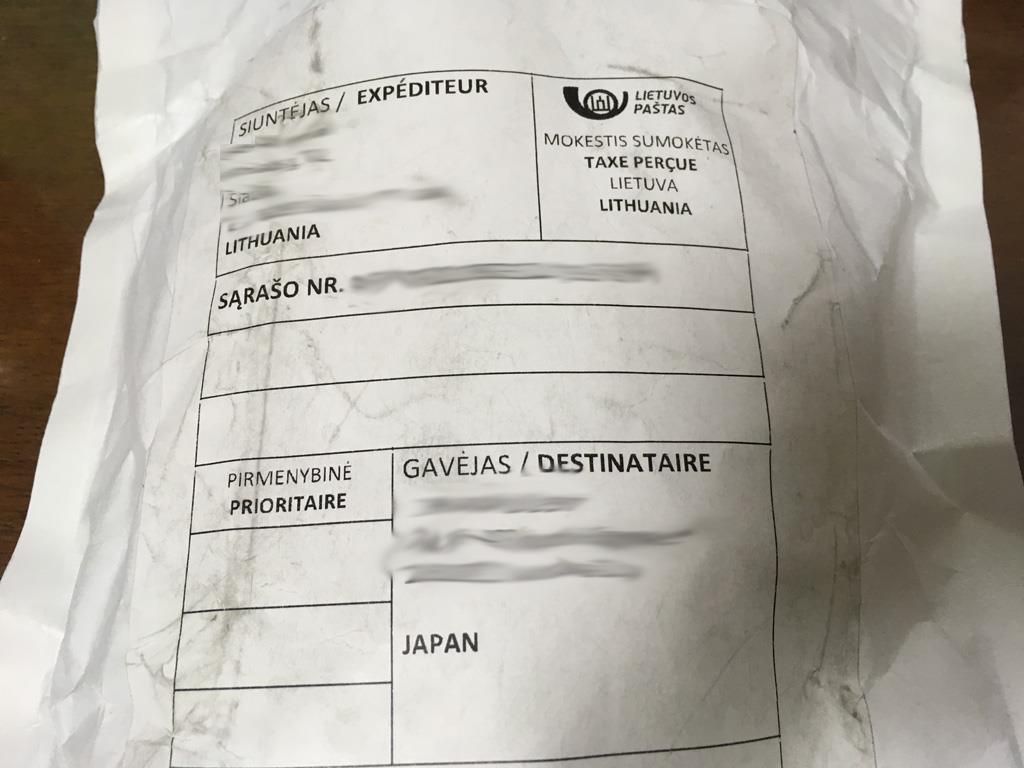 SIUNTĖJAS / EXPÉDITEUR
LITHUANIA
LIETUVOS
PAŠTAS
MOKESTIS SUMOKĖTAS
TAXE PERÇUE
LIETUVA
LITHUANIA
SĄRAŠO NR.
PIRMENYBINĖ
PRIORITAIRE
GAVĖJAS / DESTINATAIRE
JAPAN